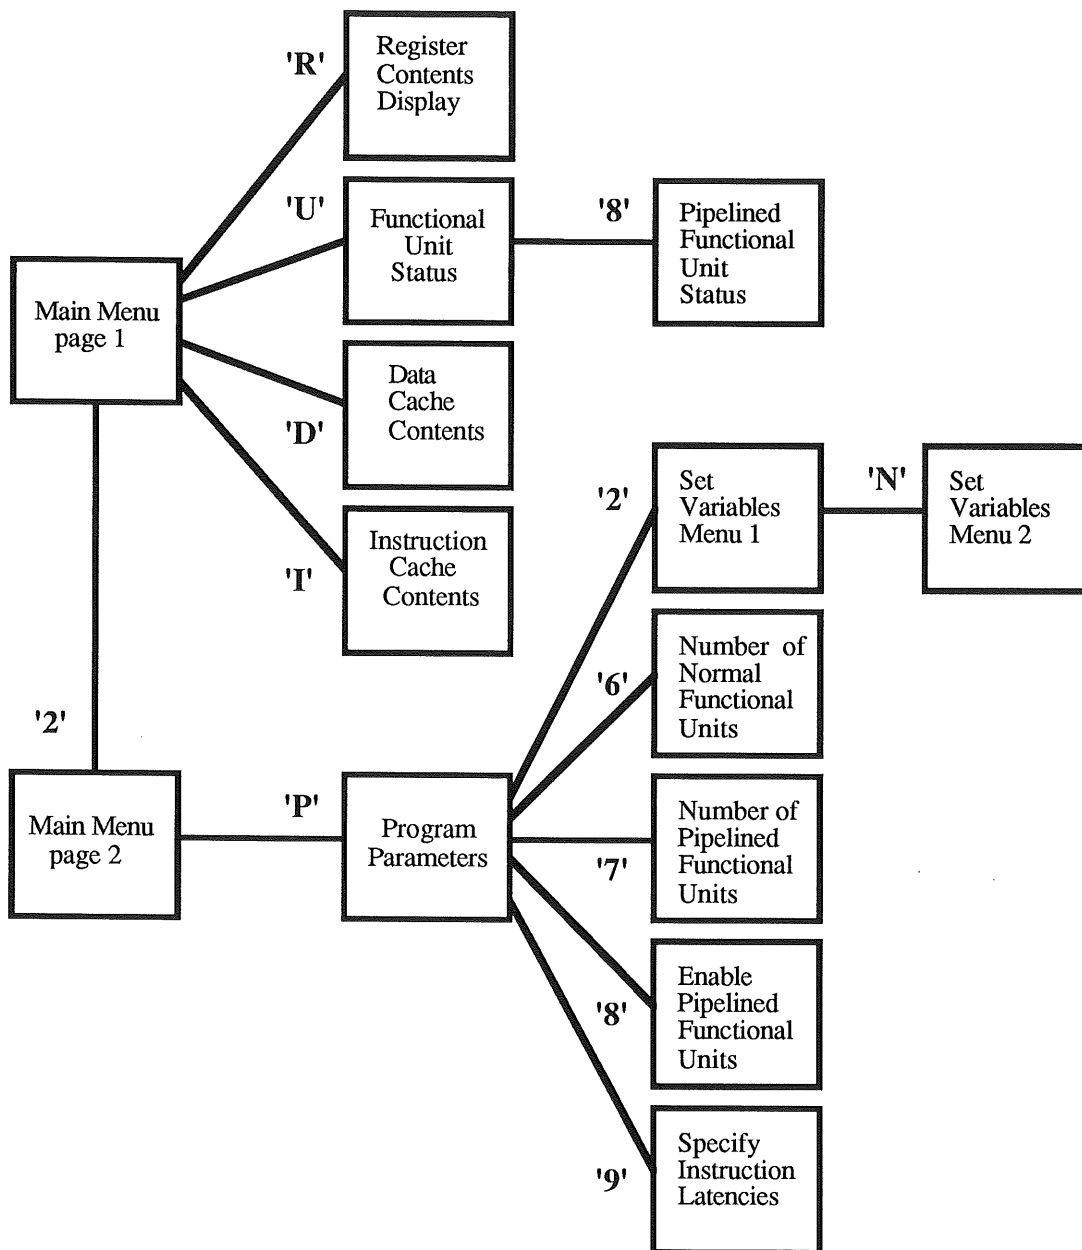 'R'
Register
Contents
Display
'U'
Functional
Unit
Status
'8'
Pipelined
Functional
Unit
Status
Main Menu
page 1
Data
Cache
Contents
'D'
Instruction
Cache
Contents
'I'
'2'
Set
Variables
Menu 1
'N'
Set
Variables
Menu 2
'6'
Number of
Normal
Functional
Units
'2'
Main Menu
page 2
'P'
Program
Parameters
Number of
Pipelined
Functional
Units
'7'
Enable
Pipelined
Functional
Units
'8'
Specify
Instruction
Latencies
'9'